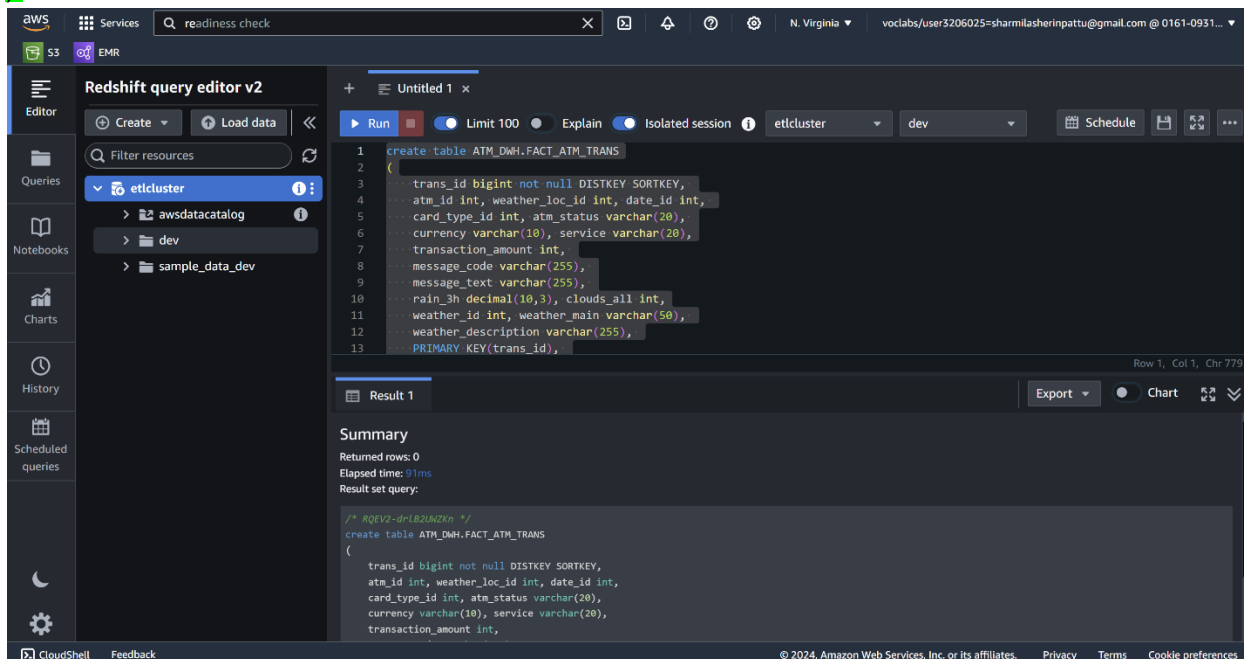 aws
Services
readiness check
N. Virginia
voclabs/user3206025=sharmilasherinpattu@gmail.com @ 0161-0931...
S3
EMR
Editor
Queries
Notebooks
Charts
History
Scheduled
queries
Redshift query editor v2
Create
Load data
Filter resources
etlcluster
awsdatacatalog
dev
sample_data_dev
+ Untitled 1 ×
Run
Limit 100
Explain
Isolated session
etlcluster
dev
Schedule
1 create table ATM_DWH.FACT_ATM_TRANS
2 (
3 trans_id bigint not null DISTKEY SORTKEY,
4 atm_id int, weather_loc_id int, date_id int,
5 card_type_id int, atm_status varchar(20),
6 currency varchar(10), service varchar(20),
7 transaction_amount int,
8 message_code varchar(255),
9 message_text varchar(255),
10 rain_3h decimal(10,3), clouds_all int,
11 weather_id int, weather_main varchar(50),
12 weather_description varchar(255),
13 PRIMARY KEY(trans_id),
Row 1, Col 1, Chr 779
Result 1
Export
Chart
Summary
Returned rows: 0
Elapsed time: 91ms
Result set query:
/* RQEV2-drLB2UWZKn */
create table ATM_DWH.FACT_ATM_TRANS
(
trans_id bigint not null DISTKEY SORTKEY,
atm_id int, weather_loc_id int, date_id int,
card_type_id int, atm_status varchar(20),
currency varchar(10), service varchar(20),
transaction_amount int,
CloudShell
Feedback
© 2024, Amazon Web Services, Inc. or its affiliates.
Privacy
Terms
Cookie preferences